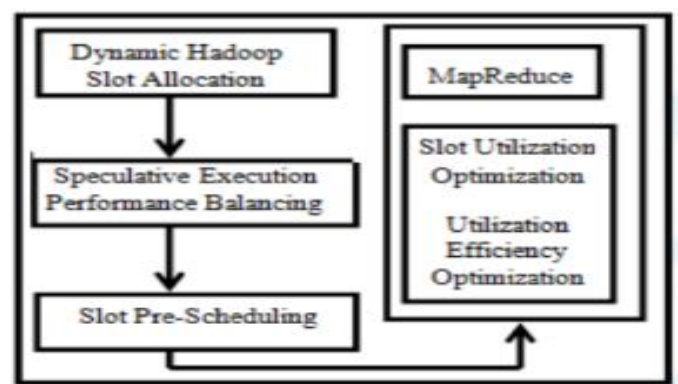 Dynamic Hadoop
Slot Allocation
Speculative Execution
Performance Balancing
Slot Pre-Scheduling
MapReduce
Slot Utilization
Optimization
Utilization
Efficiency
Optimization